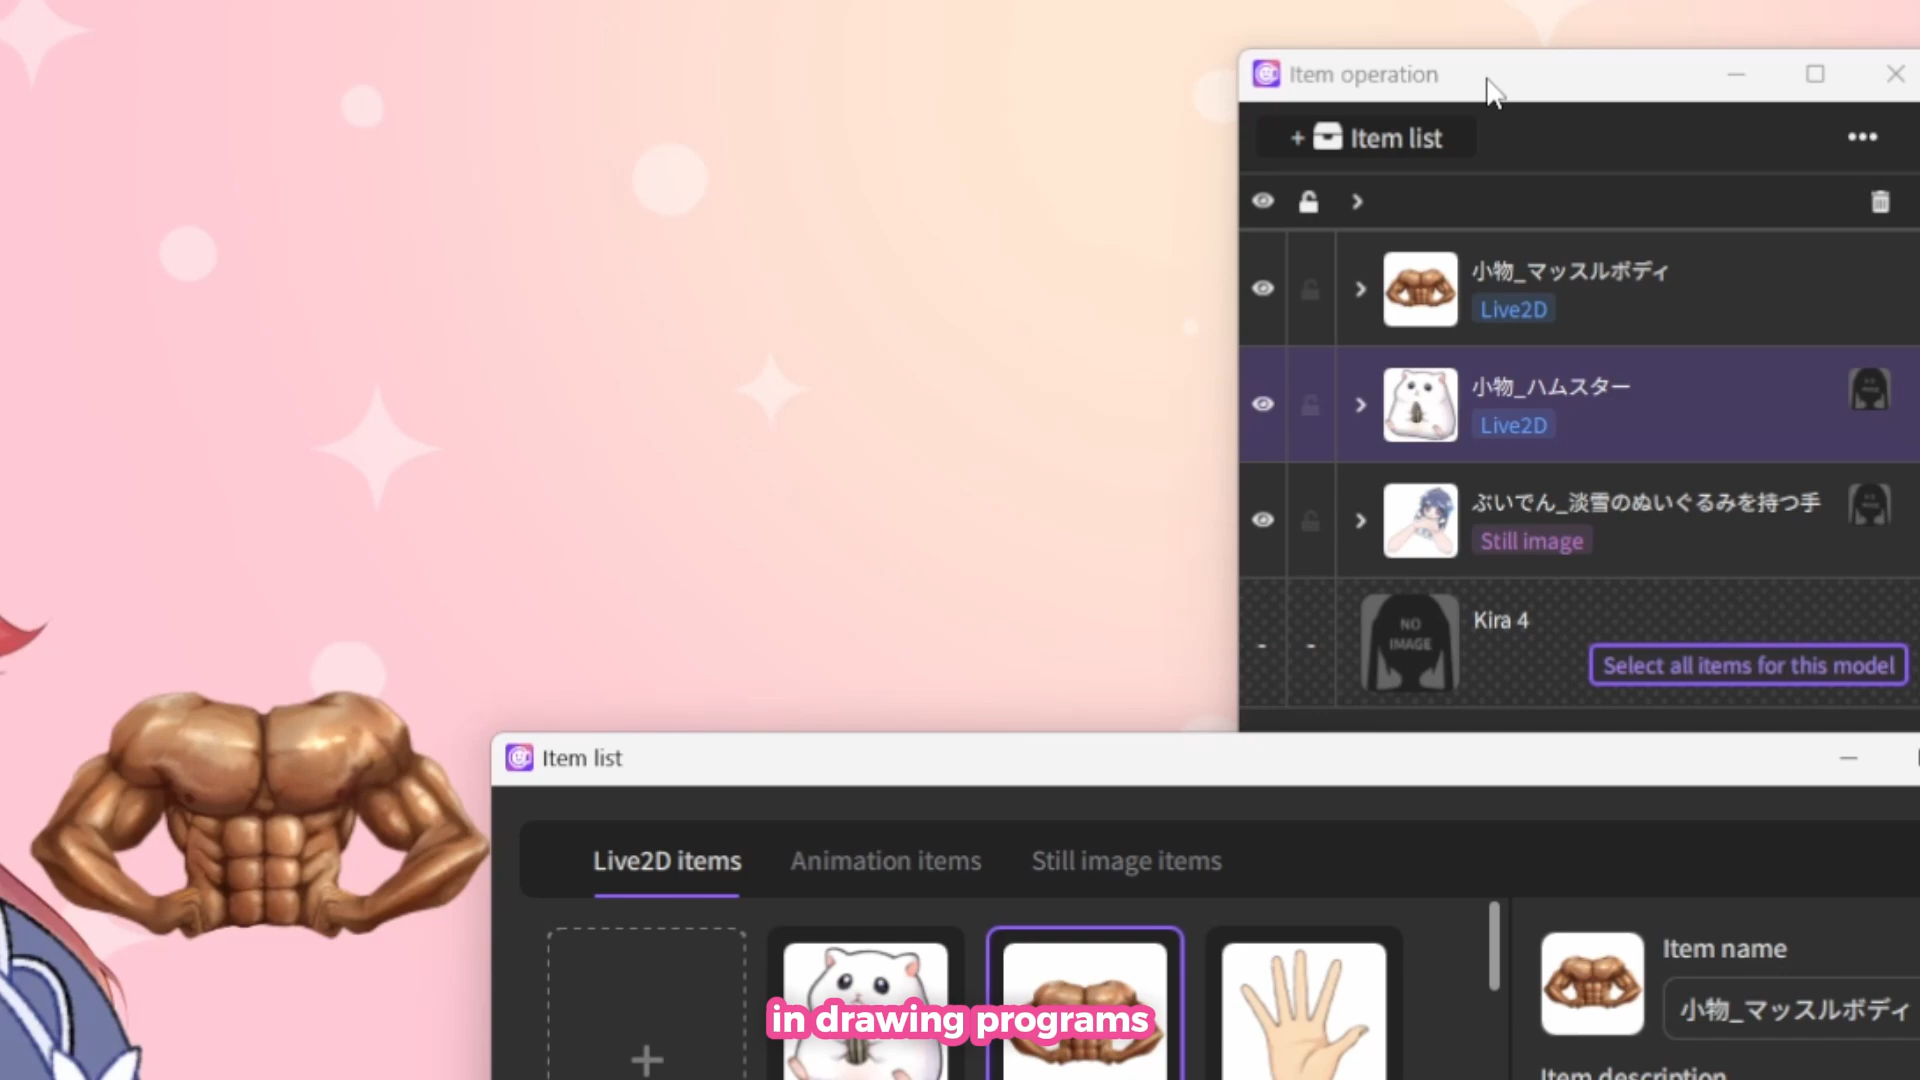 Item operation
+ Item list
小物_マッスルボディ
Live2D
小物_ハムスター
Live2D
ぶいでん_淡雪のぬいぐるみを持つ手
Still image
NO
IMAGE
Kira 4
Select all items for this model
Item list
Live2D items
Animation items
Still image items
Item name
小物_マッスルボディ
in drawing programs
Item description